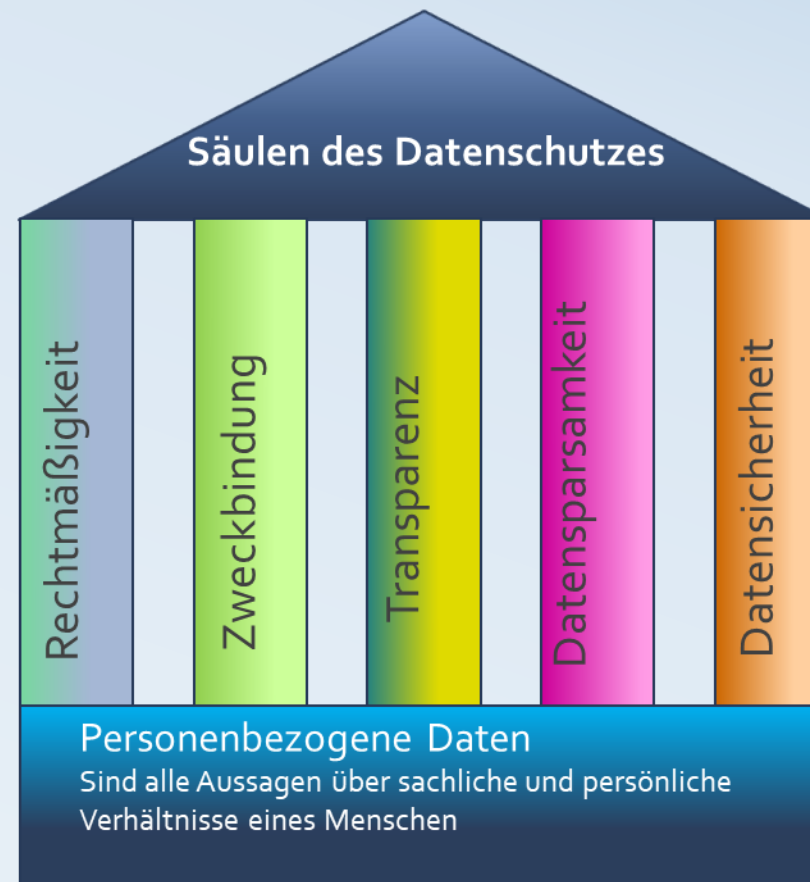 Säulen des Datenschutzes
Rechtmäßigkeit
Zweckbindung
Transparenz
Datensparsamkeit
Datensicherheit
Personenbezogene Daten
Sind alle Aussagen über sachliche und persönliche
Verhältnisse eines Menschen